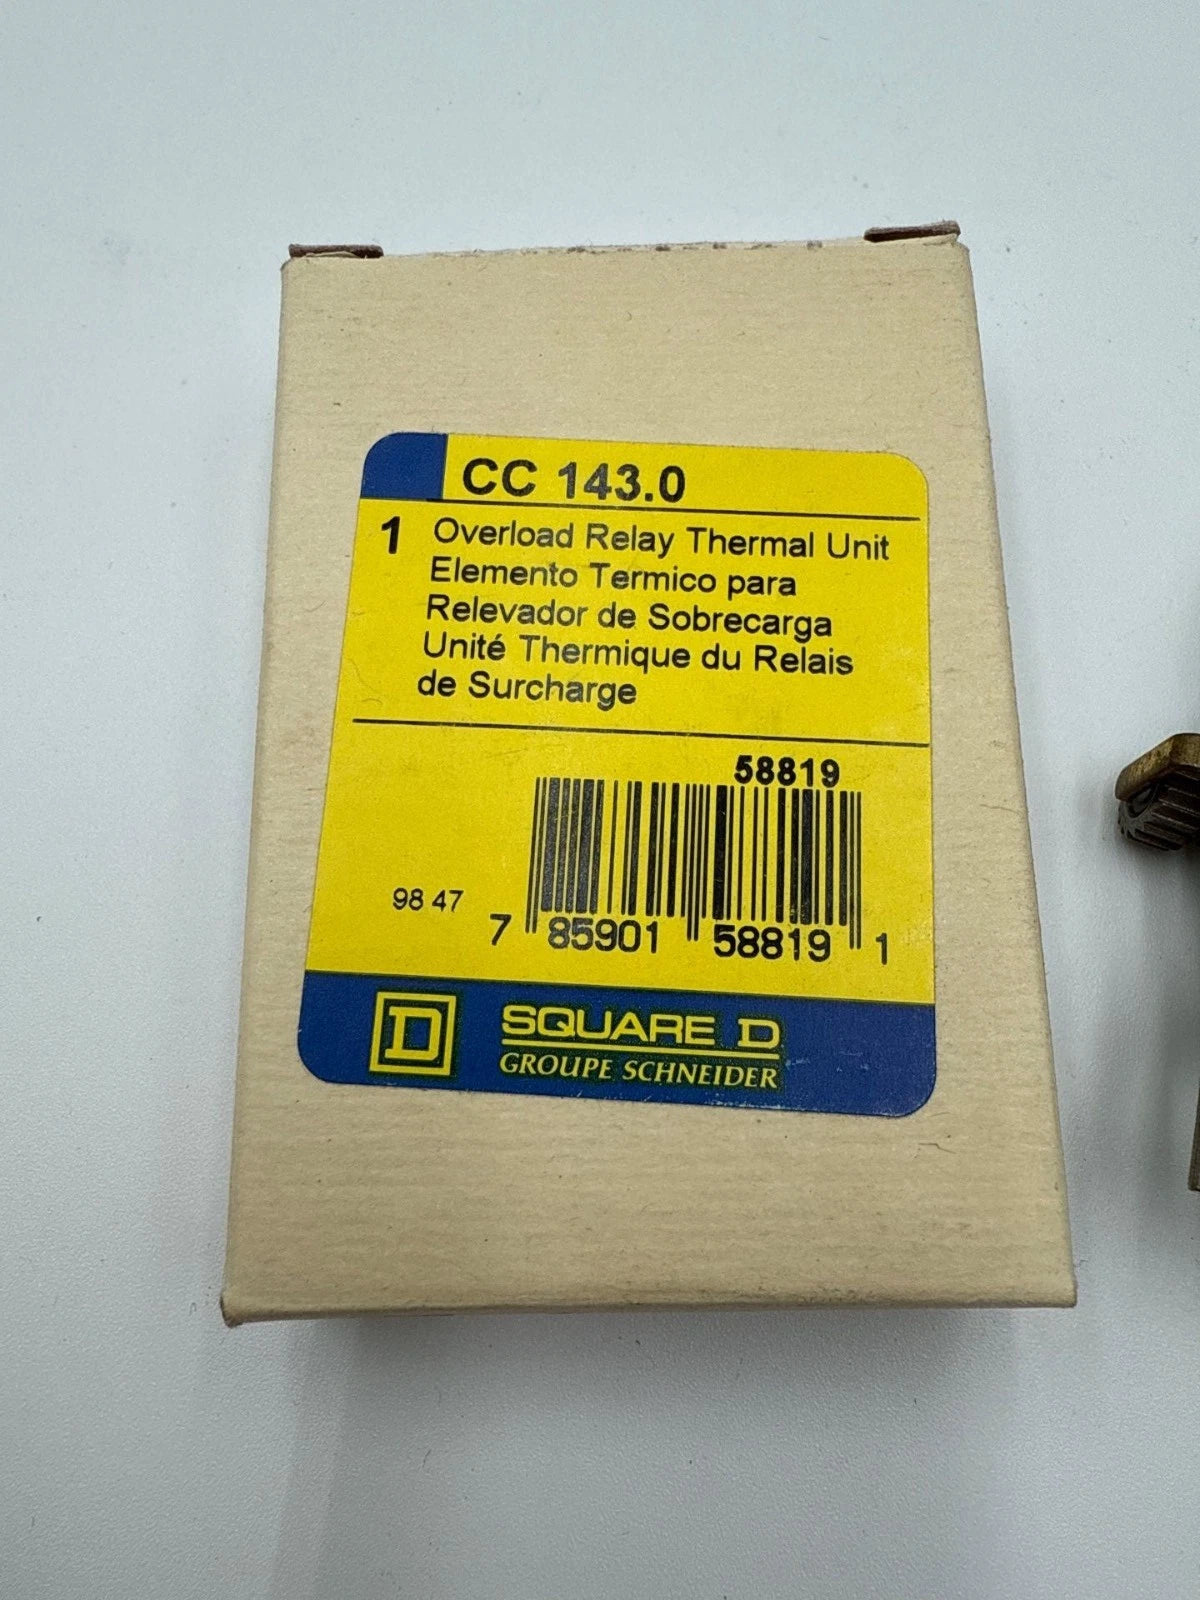 CC 143.0
1 Overload Relay Thermal Unit
Elemento Termico para
Relevador de Sobrecarga
Unité Thermique du Relais
de Surcharge
58819
98 47
7 85901 58819 1
D SQUARE D
GROUPE SCHNEIDER